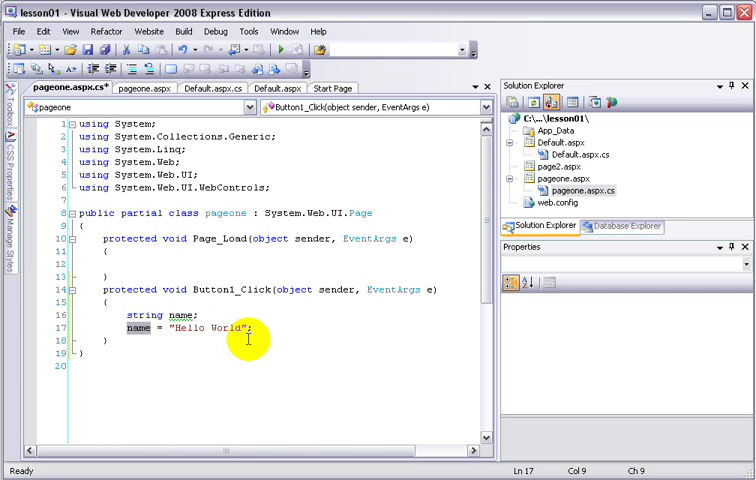 lesson01 - Visual Web Developer 2008 Express Edition
File Edit View Refactor Website Build Debug Tools Window Help
pageone.aspx.cs* pageone.aspx Default.aspx.cs Default.aspx Start Page
pageone Button1_Click(object sender, EventArgs e)
Toolbox
CSS Properties
Manage Styles
1 using System;
2 using System.Collections.Generic;
3 using System.Linq;
4 using System.Web;
5 using System.Web.UI;
6 using System.Web.UI.WebControls;
7
8 public partial class pageone : System.Web.UI.Page
9 {
10 protected void Page_Load(object sender, EventArgs e)
11 {
12
13 }
14 protected void Button1_Click(object sender, EventArgs e)
15 {
16 string name;
17 name = "Hello World";
18 }
19 }
20
Solution Explorer
C:\...\lesson01\
App_Data
Default.aspx
Default.aspx.cs
page2.aspx
pageone.aspx
pageone.aspx.cs
web.config
Solution Explorer Database Explorer
Properties
Ready Ln 17 Col 9 Ch 9